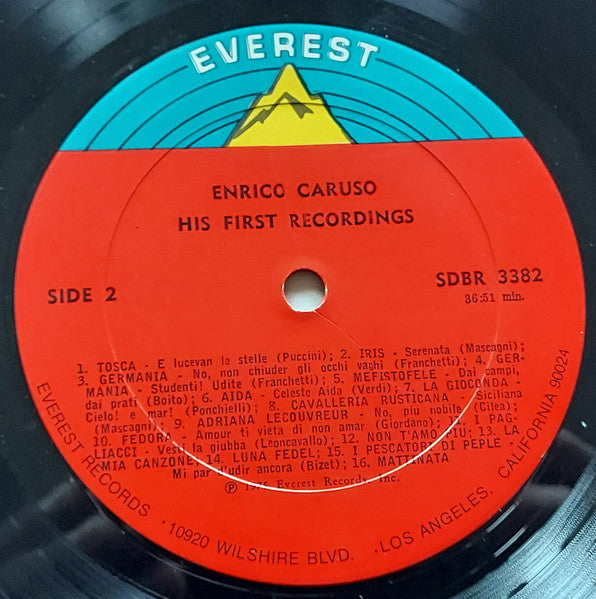 EVEREST
ENRICO CARUSO
HIS FIRST RECORDINGS
SIDE 2
SDBR 3382
36:51 min.
1. TOSCA - E lucevan le stelle (Puccini); 2. IRIS - Serenata (Mascagni);
3. GERMANIA - No, non chiuder gli occhi vaghi (Franchetti); 4. GER-
MANIA - Studenti! Udite (Franchetti); 5. MEFISTOFELE - Dai campi,
dai prati (Boito); 6. AIDA - Celeste Aida (Verdi); 7. LA GIOCONDA -
Cielo! e mar! (Ponchielli); 8. CAVALLERIA RUSTICANA - Siciliana
(Mascagni); 9. ADRIANA LECOUVREUR - No, piu nobile (Cilea);
10. FEDORA - Amour ti vieta di non amar (Giordano); 11. I PAG-
LIACCI - Vesti la giubba (Leoncavallo); 12. NON T'AMO PIU; 13. LA
MIA CANZONE; 14. LUNA FEDEL; 15. I PESCATORI DI PEPLE -
Mi par d'udir ancora (Bizet); 16. MATTINATA
Ⓟ Everest Records, Inc.
EVEREST RECORDS · 10920 WILSHIRE BLVD. · LOS ANGELES, CALIFORNIA 90024